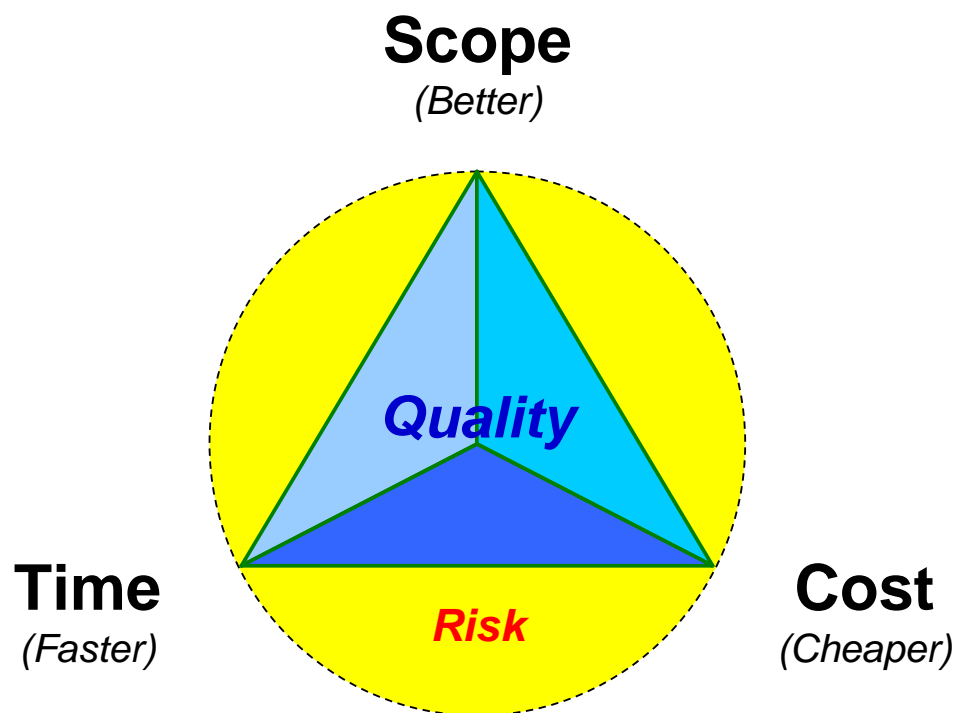 Scope
(Better)
Quality
Time
(Faster)
Risk
Cost
(Cheaper)